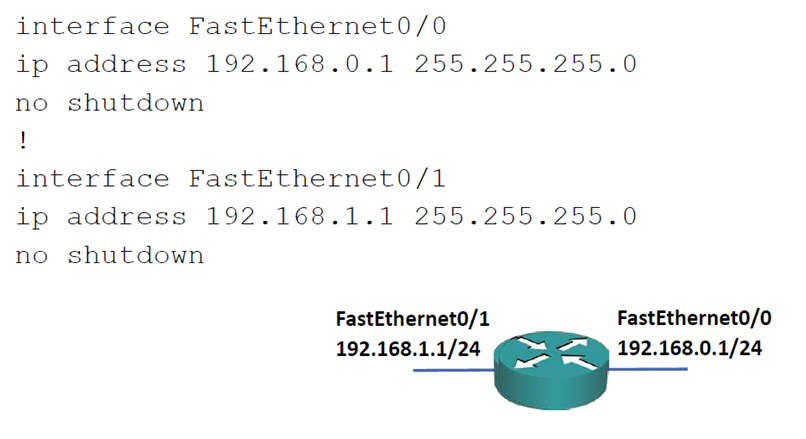 interface FastEthernet0/0
ip address 192.168.0.1 255.255.255.0
no shutdown
!
interface FastEthernet0/1
ip address 192.168.1.1 255.255.255.0
no shutdown
FastEthernet0/1
192.168.1.1/24
FastEthernet0/0
192.168.0.1/24